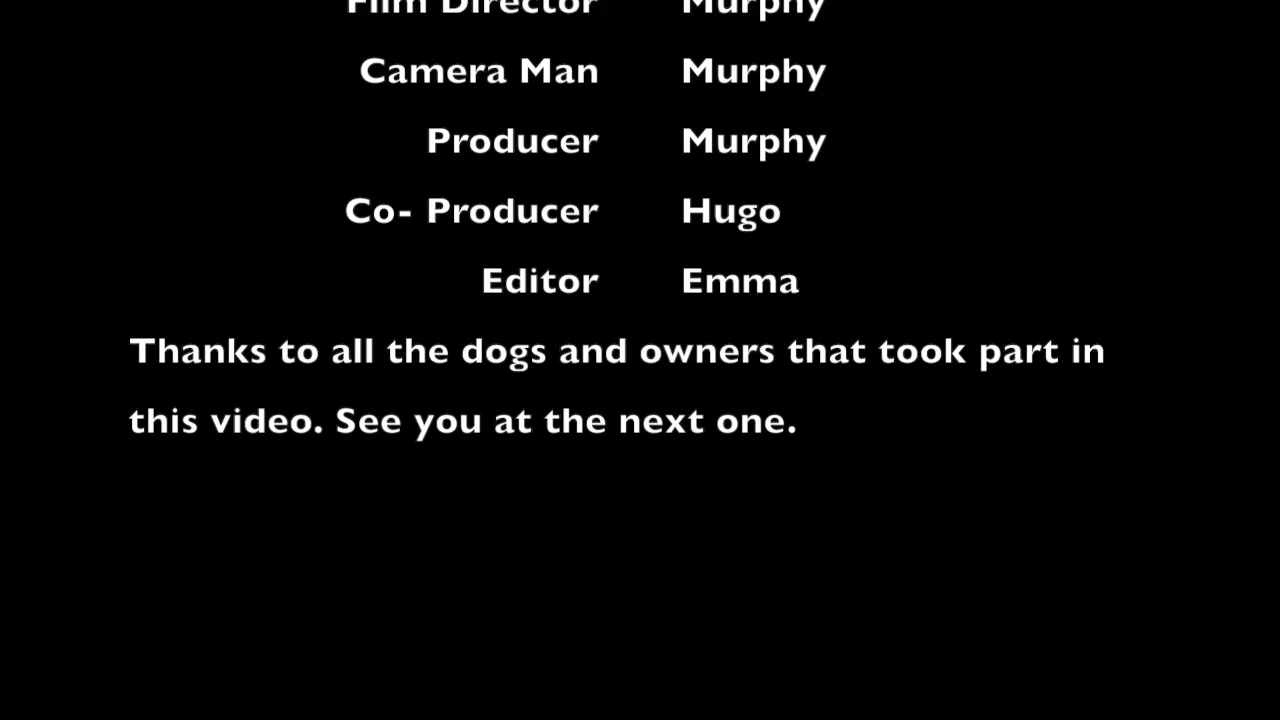 Film Director Murphy
Camera Man Murphy
Producer Murphy
Co- Producer Hugo
Editor Emma
Thanks to all the dogs and owners that took part in
this video. See you at the next one.